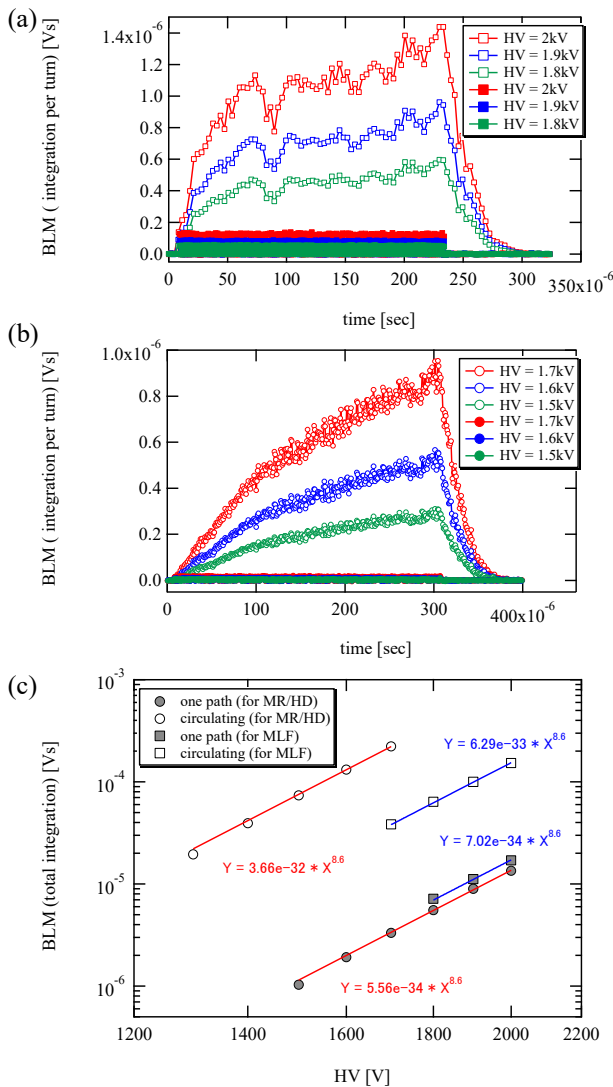 (a)
BLM ( integration per turn) [Vs]
1.4x10-6
1.2
1.0
0.8
0.6
0.4
0.2
0.0
HV = 2kV
HV = 1.9kV
HV = 1.8kV
HV = 2kV
HV = 1.9kV
HV = 1.8kV
0 50 100 150 200 250 300
350x10-6
time [sec]
(b)
BLM ( integration per turn) [Vs]
1.0x10-6
0.8
0.6
0.4
0.2
0.0
HV = 1.7kV
HV = 1.6kV
HV = 1.5kV
HV = 1.7kV
HV = 1.6kV
HV = 1.5kV
0 100 200 300 400x10-6
time [sec]
(c)
BLM (total integration) [Vs]
10-3
10-4
10-5
10-6
one path (for MR/HD)
circulating (for MR/HD)
one path (for MLF)
circulating (for MLF)
Y = 6.29e-33 * X8.6
Y = 7.02e-34 * X8.6
Y = 3.66e-32 * X8.6
Y = 5.56e-34 * X8.6
1200 1400 1600 1800 2000 2200
HV [V]